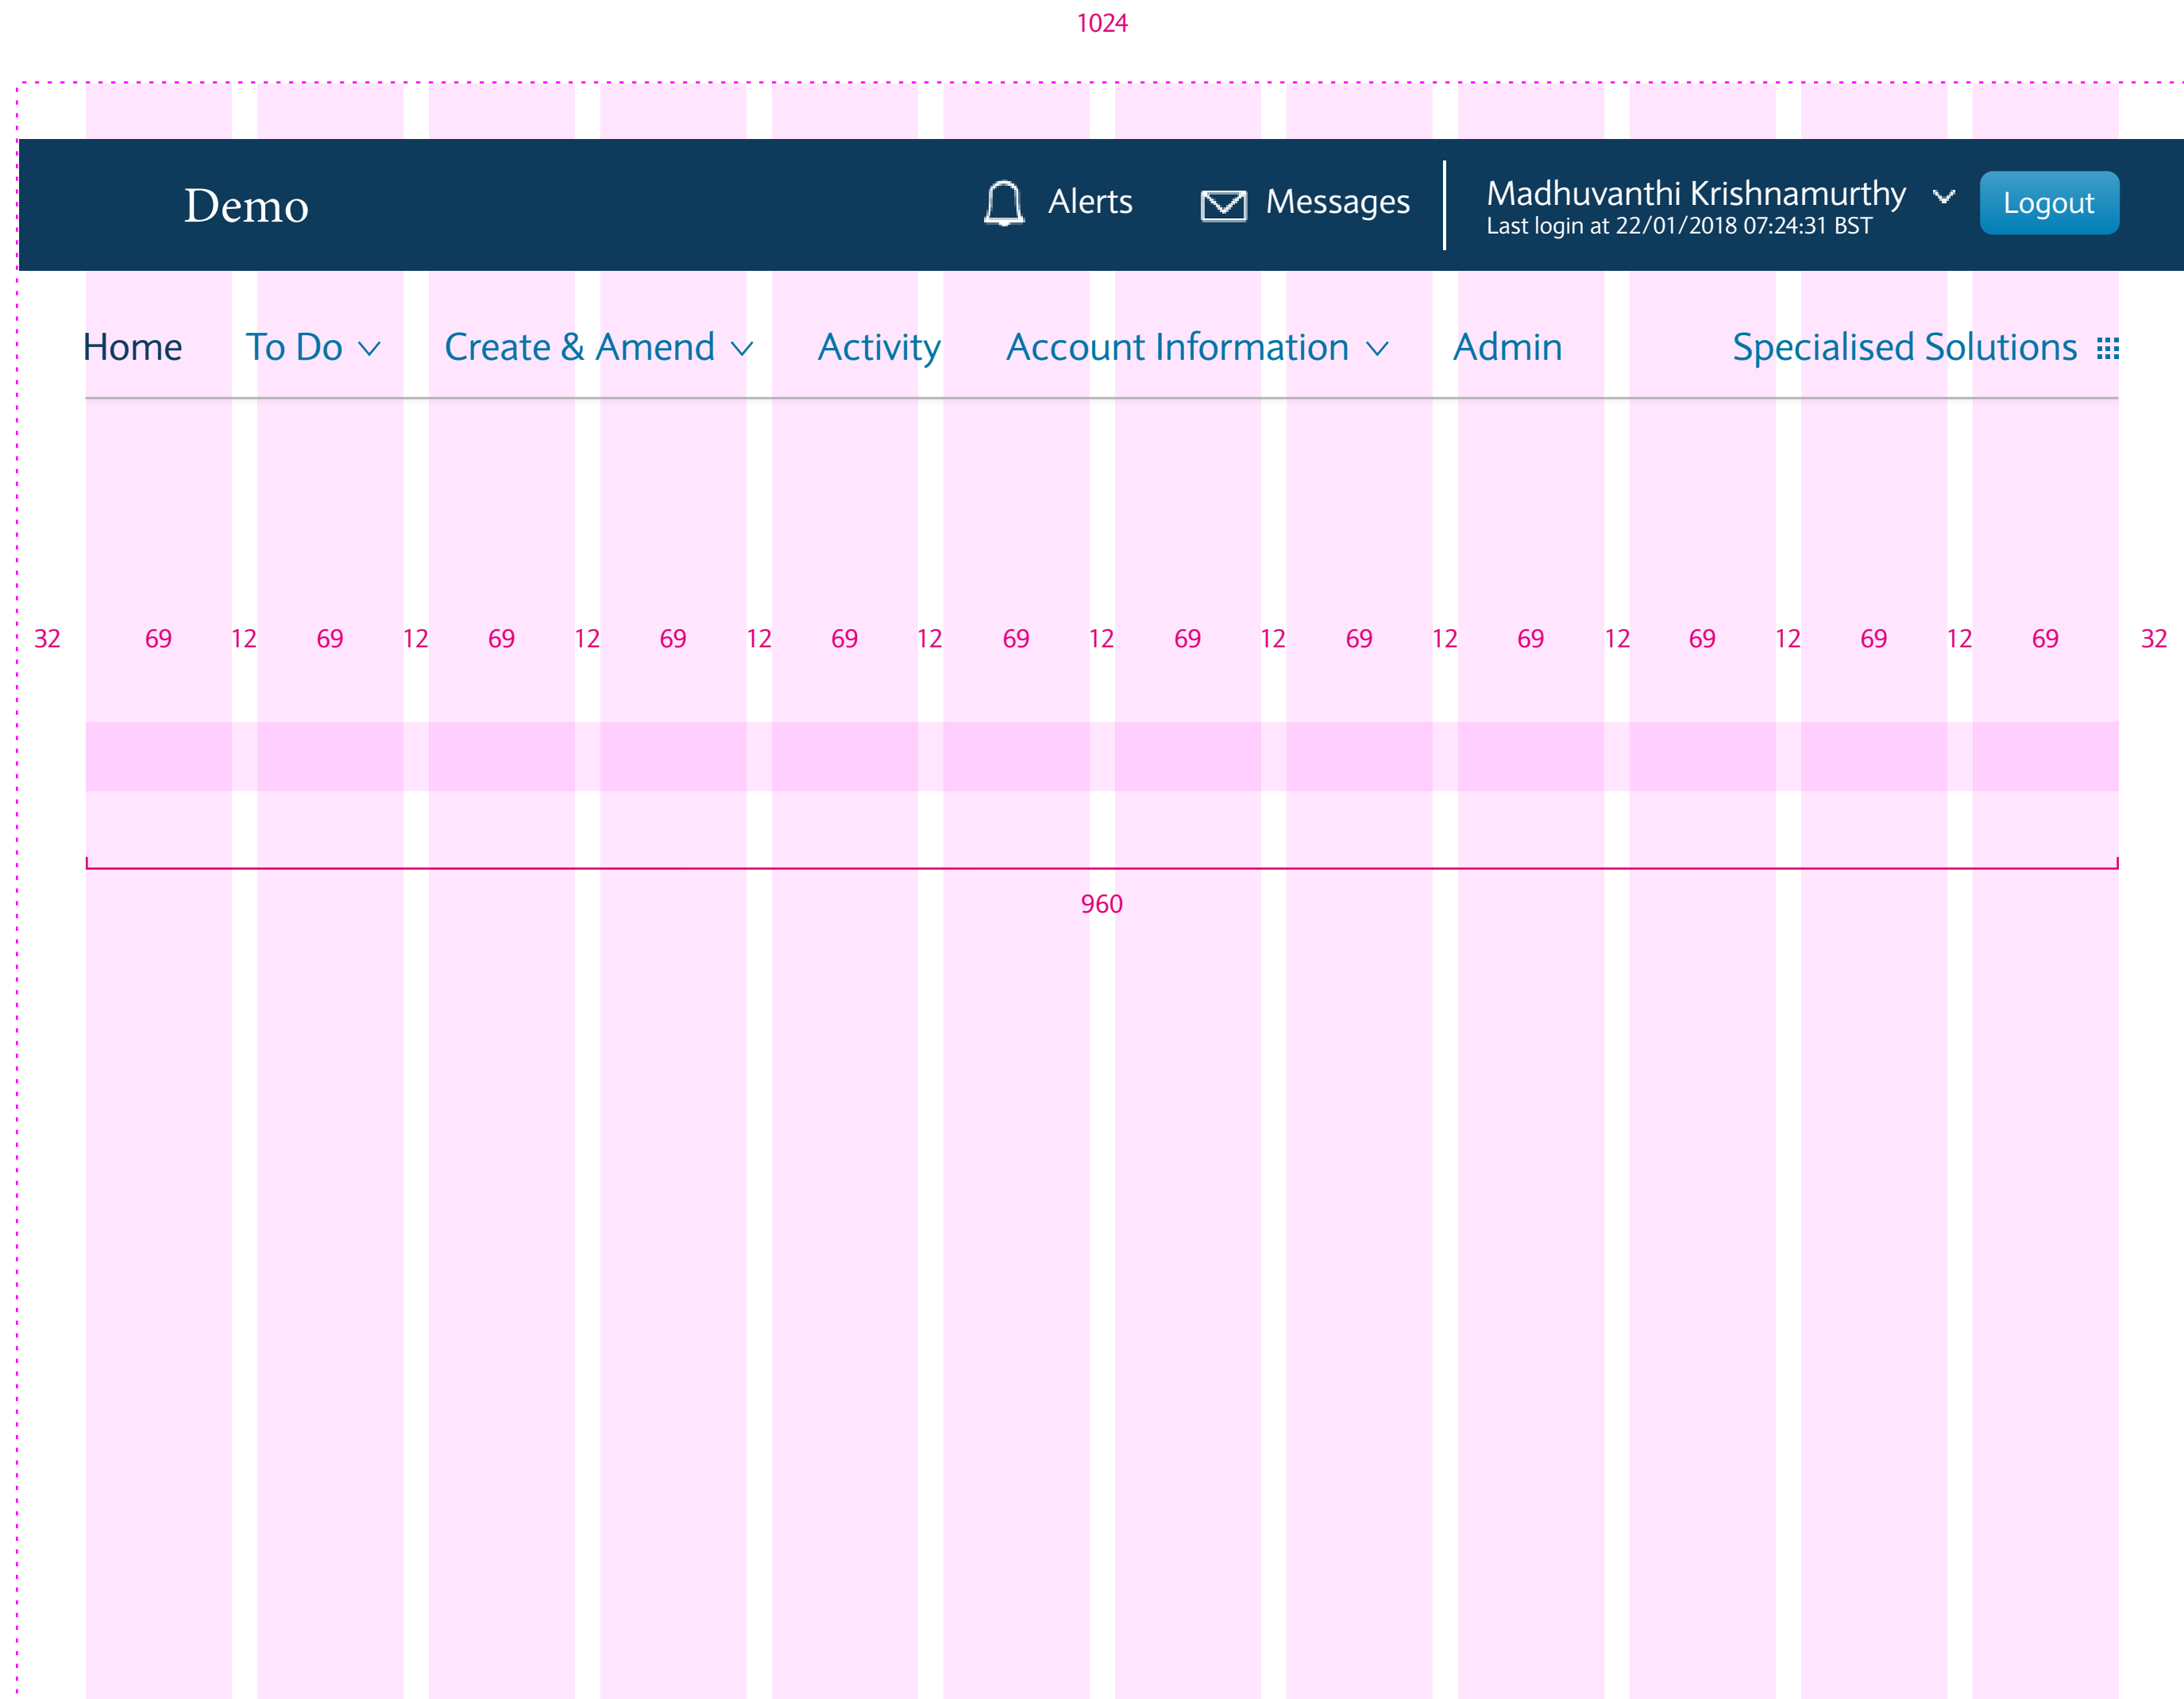 1024
Demo
Alerts
Messages
Madhuvanthi Krishnamurthy
Last login at 22/01/2018 07:24:31 BST
Logout
Home To Do Create & Amend Activity Account Information Admin Specialised Solutions
32 69 12 69 12 69 12 69 12 69 12 69 12 69 12 69 12 69 12 69 12 69 12 69 32
960